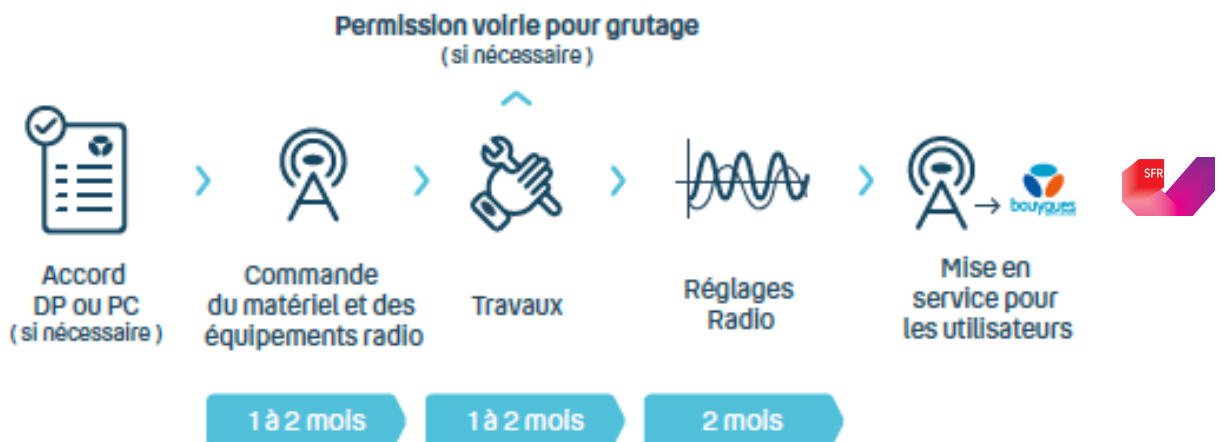 Permission voirie pour grutage
( si nécessaire )
Accord
DP ou PC
( si nécessaire )
Commande
du matériel et des
équipements radio
Travaux
Réglages
Radio
bouygues
SFR
Mise en
service pour
les utilisateurs
1 à 2 mois
1 à 2 mois
2 mois